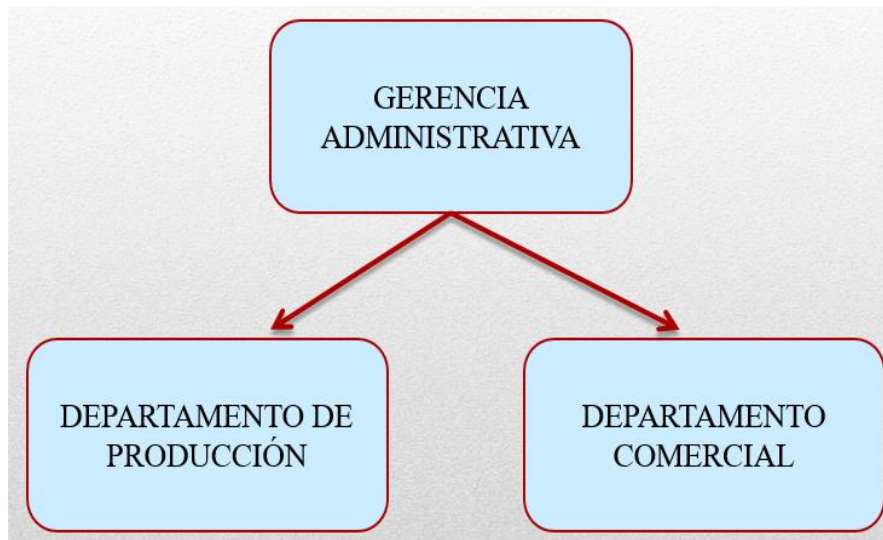 GERENCIA
ADMINISTRATIVA
DEPARTAMENTO DE
PRODUCCIÓN
DEPARTAMENTO
COMERCIAL